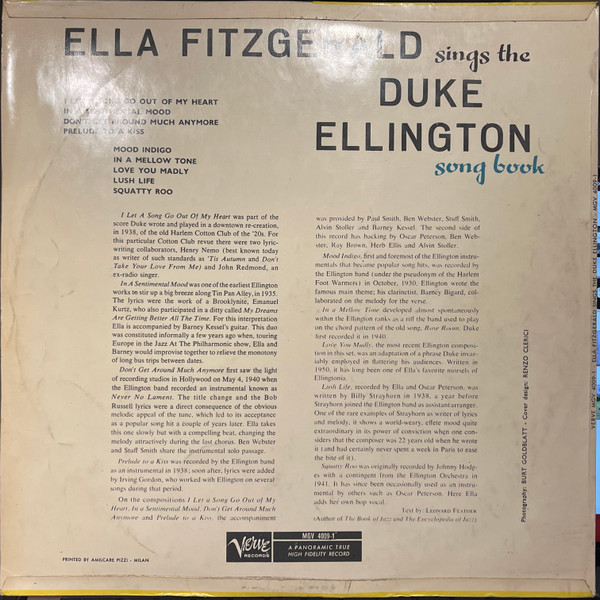 ELLA FITZGERALD sings the
DUKE
ELLINGTON
song book
I LET A SONG GO OUT OF MY HEART
IN A SENTIMENTAL MOOD
DON'T GET AROUND MUCH ANYMORE
PRELUDE TO A KISS
MOOD INDIGO
IN A MELLOW TONE
LOVE YOU MADLY
LUSH LIFE
SQUATTY ROO
I Let A Song Go Out Of My Heart was part of the
score Duke wrote and played in a downtown re-creation,
in 1938, of the old Harlem Cotton Club of the '20s. For
this particular Cotton Club revue there were two lyric-
writing collaborators, Henry Nemo (best known today
as writer of such standards as 'Tis Autumn and Don't
Take Your Love From Me) and John Redmond, an
ex-radio singer.
In A Sentimental Mood was one of the earliest Ellington
works to stir up a big breeze along Tin Pan Alley, in 1935.
The lyrics were the work of a Brooklynite, Emanuel
Kurtz, who also participated in a ditty called My Dreams
Are Getting Better All The Time. For this interpretation
Ella is accompanied by Barney Kessel's guitar. This duo
was constituted informally a few years ago when, touring
Europe in the Jazz At The Philharmonic show, Ella and
Barney would improvise together to relieve the monotony
of long bus trips between dates.
Don't Get Around Much Anymore first saw the light
of recording studios in Hollywood on May 4, 1940 when
the Ellington band recorded an instrumental known as
Never No Lament. The title change and the Bob
Russell lyrics were a direct consequence of the obvious
melodic appeal of the tune, which led to its acceptance
as a popular song hit a couple of years later. Ella takes
this one slowly but with a compelling beat, changing the
melody attractively during the last chorus. Ben Webster
and Stuff Smith share the instrumental solo passage.
Prelude to a Kiss was recorded by the Ellington band
as an instrumental in 1938; soon after, lyrics were added
by Irving Gordon, who worked with Ellington on several
songs during that period.
On the compositions I Let a Song Go Out of My
Heart, In a Sentimental Mood, Don't Get Around Much
Anymore and Prelude to a Kiss, the accompaniment
was provided by Paul Smith, Ben Webster, Stuff Smith,
Alvin Stoller and Barney Kessel. The second side of
this record has backing by Oscar Peterson, Ben Web-
ster, Ray Brown, Herb Ellis and Alvin Stoller.
Mood Indigo, first and foremost of the Ellington instru-
mentals that became popular song hits, was recorded by
the Ellington band (under the pseudonym of the Harlem
Foot Warmers) in October, 1930. Ellington wrote the
famous main theme; his clarinetist, Barney Bigard, col-
laborated on the melody for the verse.
In a Mellow Tone developed almost spontaneously
within the Ellington ranks as a riff the band used to play
on the chord pattern of the old song, Rose Room. Duke
first recorded it in 1940.
Love You Madly, the most recent Ellington composi-
tion in this set, was an adaptation of a phrase Duke invar-
iably employed in flattering his audiences. Written in
1950, it has long been one of Ella's favorite morsels of
Ellingtonia.
Lush Life, recorded by Ella and Oscar Peterson, was
written by Billy Strayhorn in 1938, a year before
Strayhorn joined the Ellington band as assistant arranger.
One of the rare examples of Strayhorn as writer of lyrics
and melody, it shows a world-weary, effete mood quite
extraordinary in its power of conviction when one con-
siders that the composer was 22 years old when he wrote
it (and had certainly never spent a week in Paris to ease
the bite of it).
Squatty Roo was originally recorded by Johnny Hodg-
es with a contingent from the Ellington Orchestra in
1941. It has since been occasionally used as an instru-
mental by others such as Oscar Peterson. Here Ella
adds her own bop vocal.
Text by: LEONARD FEATHER
(Author of The Book of Jazz and The Encyclopedia of Jazz)
Photography: BURT GOLDBLATT - Cover design: RENZO CLERICI
PRINTED BY AMILCARE PIZZI - MILAN
Verve
RECORDS
MGV 4009-1
A PANORAMIC TRUE
HIGH FIDELITY RECORD